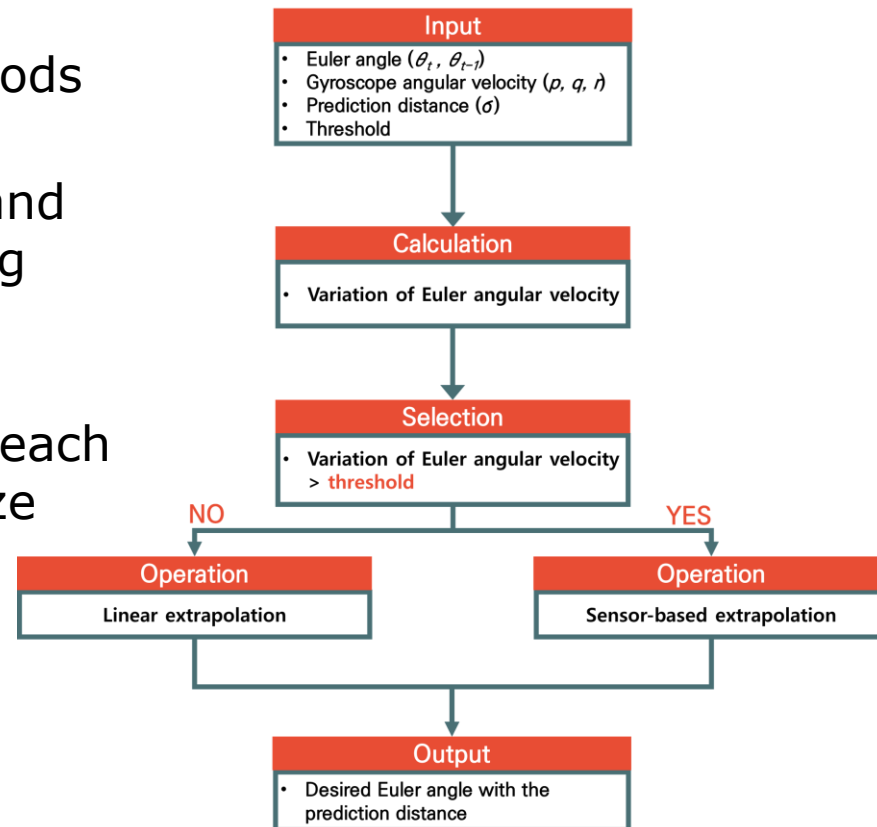 ods
and
g
each
ze
Input
• Euler angle (θt , θt−1)
• Gyroscope angular velocity (p, q, r)
• Prediction distance (σ)
• Threshold
Calculation
• Variation of Euler angular velocity
Selection
• Variation of Euler angular velocity
> threshold
NO
YES
Operation
Linear extrapolation
Operation
Sensor-based extrapolation
Output
• Desired Euler angle with the
prediction distance